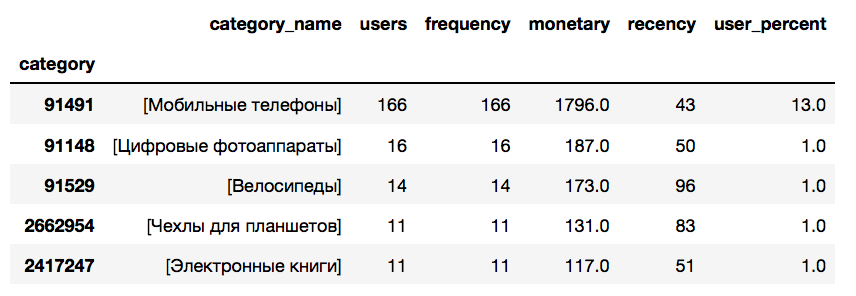 category_name users frequency monetary recency user_percent
category
91491 [Мобильные телефоны] 166 166 1796.0 43 13.0
91148 [Цифровые фотоаппараты] 16 16 187.0 50 1.0
91529 [Велосипеды] 14 14 173.0 96 1.0
2662954 [Чехлы для планшетов] 11 11 131.0 83 1.0
2417247 [Электронные книги] 11 11 117.0 51 1.0